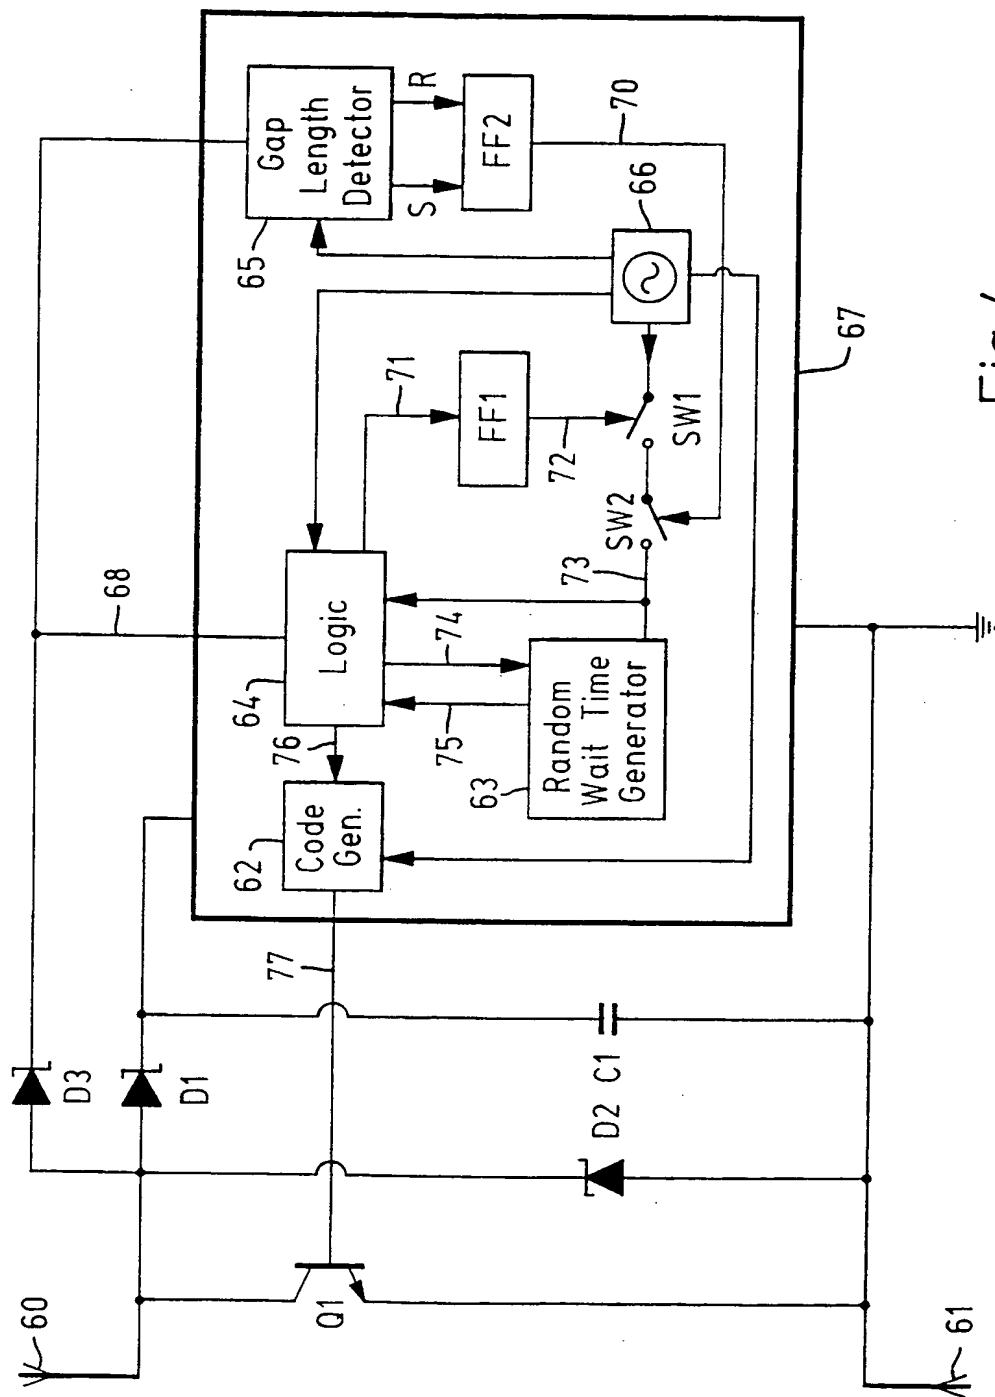 60
D3
D1
Q1
D2
C1
61
77
68
67
Gap
Length
Detector
65
S
R
FF2
70
66
71
FF1
72
SW1
SW2
73
Logic
64
74
75
76
Code
Gen.
62
Random
Wait Time
Generator
63